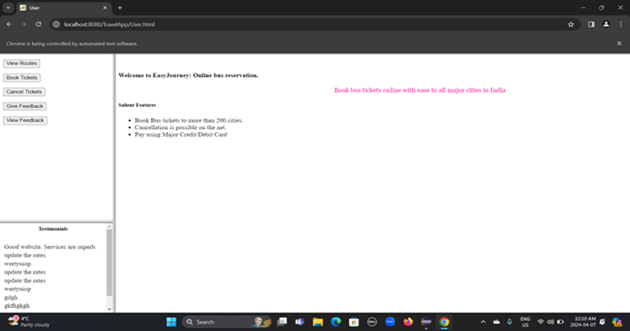 User
localhost:8080/TravelApp/User.html
Chrome is being controlled by automated test software.
View Routes
Book Tickets
Cancel Tickets
Give Feedback
View Feedback
Welcome to EasyJourney: Online bus reservation.
Book bus tickets online with ease to all major cities in India
Salient Features
Book Bus tickets to more than 200 cities.
Cancellation is possible on the net.
Pay using Major Credit/Debit Card
Testimonials
Good website. Services are superb.
update the rates
wertyuiop
update the rates
update the rates
wertyuiop
gdgh
gkfhgkgh
4°C
Partly cloudy
Search
ENG
US
12:03 AM
2024-04-07